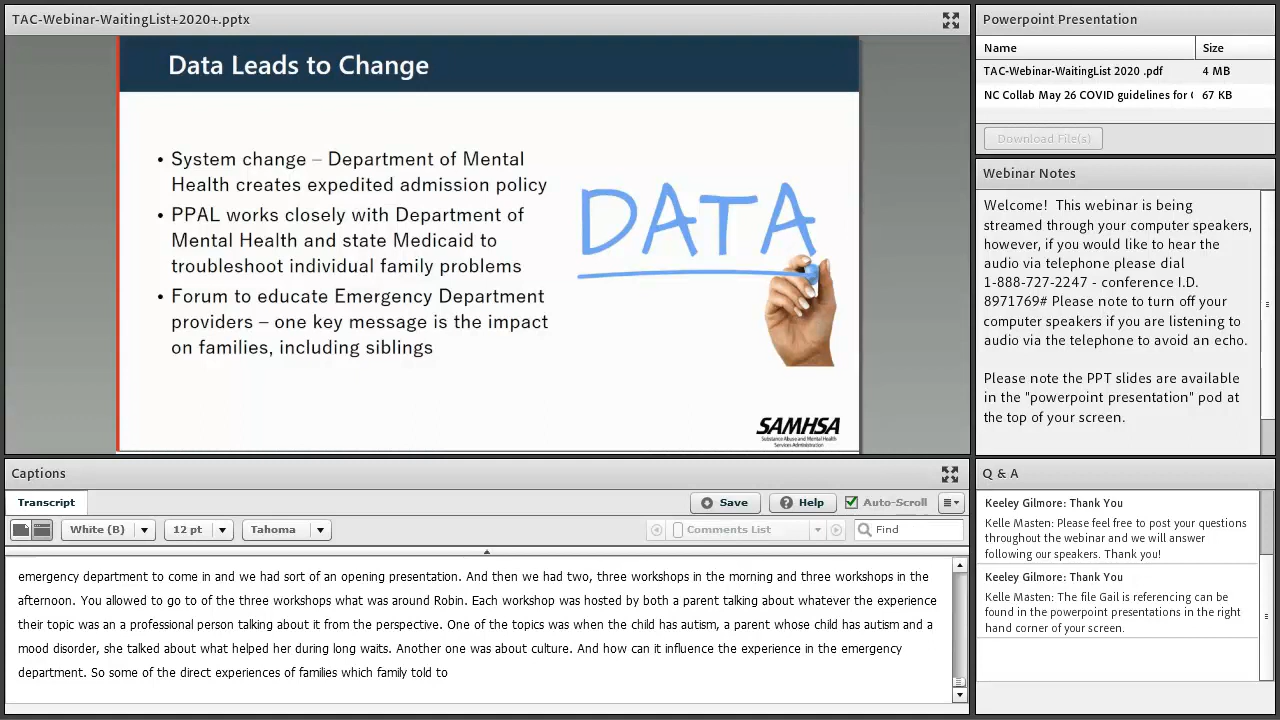 TAC-Webinar-WaitingList+2020+.pptx
Data Leads to Change
• System change – Department of Mental
Health creates expedited admission policy
• PPAL works closely with Department of
Mental Health and state Medicaid to
troubleshoot individual family problems
• Forum to educate Emergency Department
providers – one key message is the impact
on families, including siblings
DATA
SAMHSA
Substance Abuse and Mental Health
Services Administration
Powerpoint Presentation
Name Size
TAC-Webinar-WaitingList 2020 .pdf 4 MB
NC Collab May 26 COVID guidelines for 67 KB
Download File(s)
Webinar Notes
Welcome! This webinar is being
streamed through your computer speakers,
however, if you would like to hear the
audio via telephone please dial
1-888-727-2247 - conference I.D.
8971769# Please note to turn off your
computer speakers if you are listening to
audio via the telephone to avoid an echo.
Please note the PPT slides are available
in the "powerpoint presentation" pod at
the top of your screen.
Captions
Transcript
Save Help Auto-Scroll
White (B) 12 pt Tahoma Comments List Find
emergency department to come in and we had sort of an opening presentation. And then we had two, three workshops in the morning and three workshops in the
afternoon. You allowed to go to of the three workshops what was around Robin. Each workshop was hosted by both a parent talking about whatever the experience
their topic was an a professional person talking about it from the perspective. One of the topics was when the child has autism, a parent whose child has autism and a
mood disorder, she talked about what helped her during long waits. Another one was about culture. And how can it influence the experience in the emergency
department. So some of the direct experiences of families which family told to
Q & A
Keeley Gilmore: Thank You
Kelle Masten: Please feel free to post your questions
throughout the webinar and we will answer
following our speakers. Thank you!
Keeley Gilmore: Thank You
Kelle Masten: The file Gail is referencing can be
found in the powerpoint presentations in the right
hand corner of your screen.